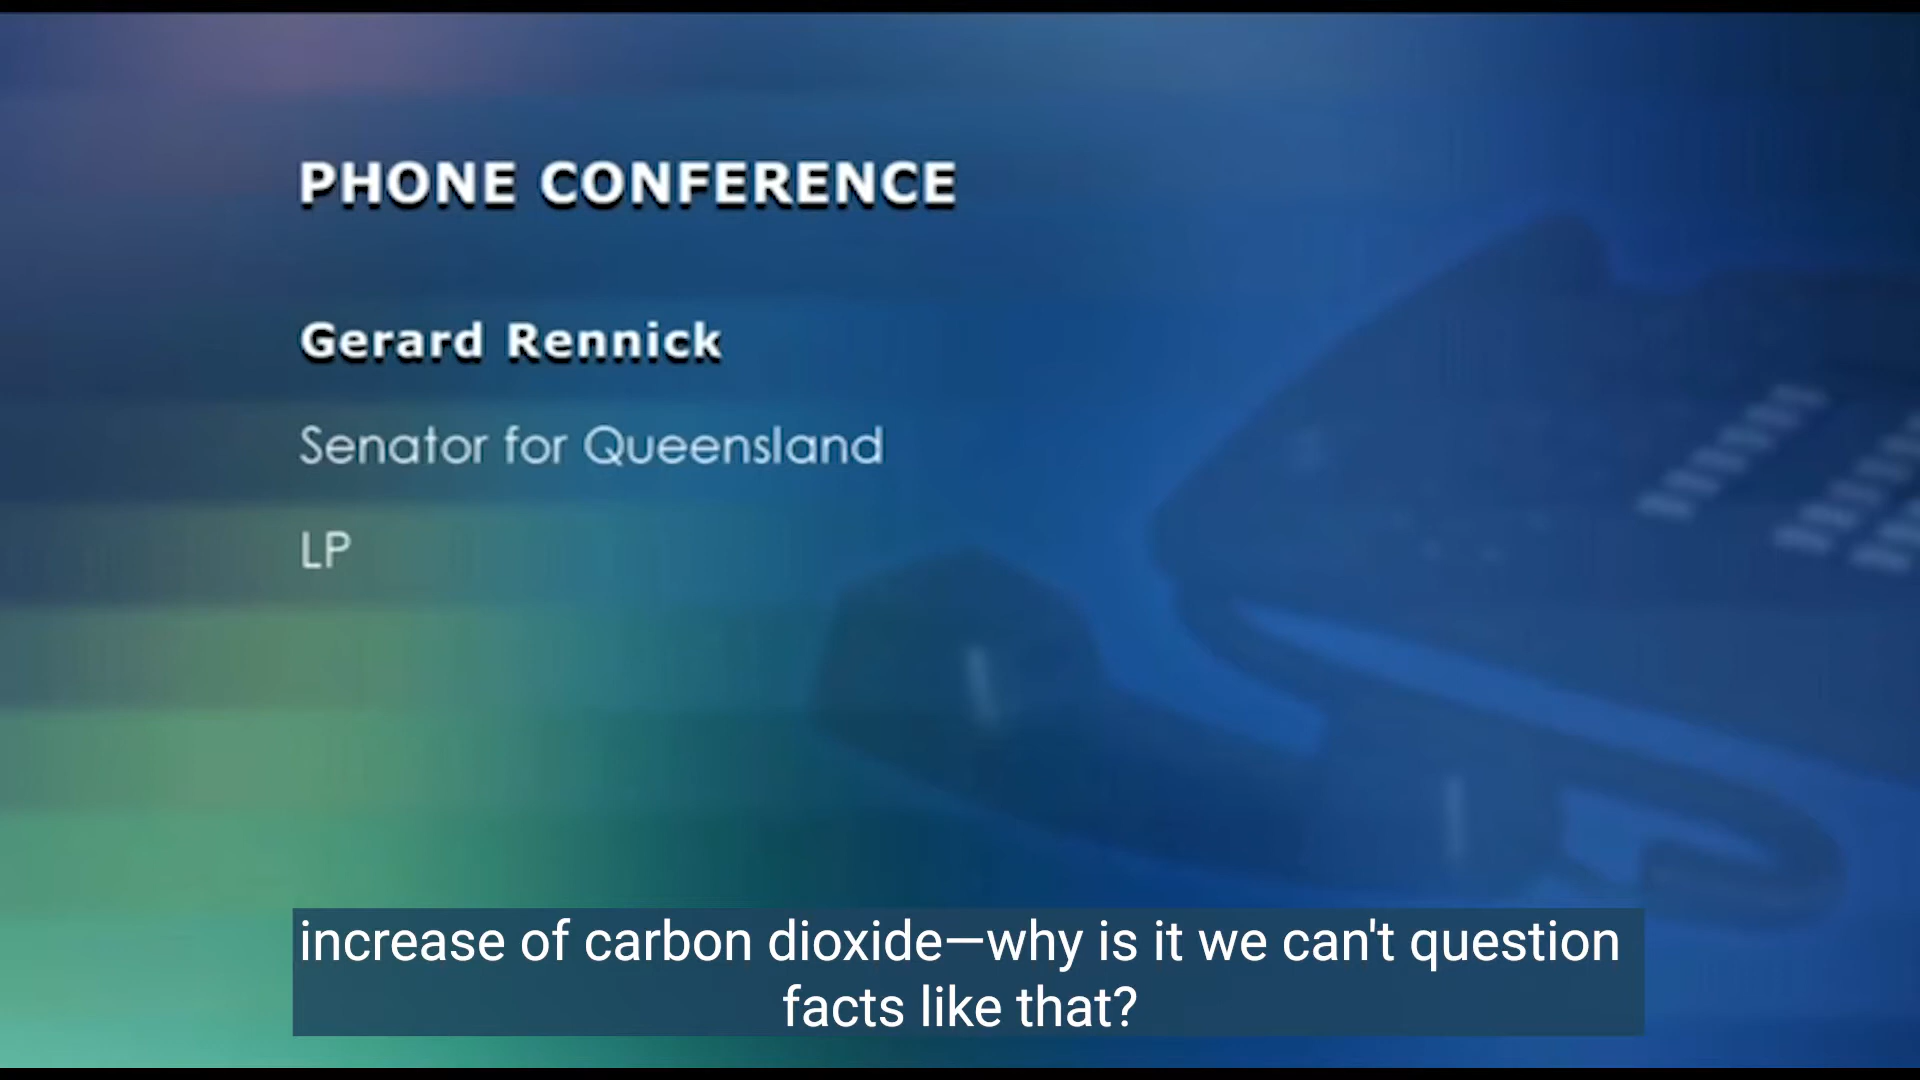 PHONE CONFERENCE
Gerard Rennick
Senator for Queensland
LP
increase of carbon dioxide—why is it we can't question
facts like that?